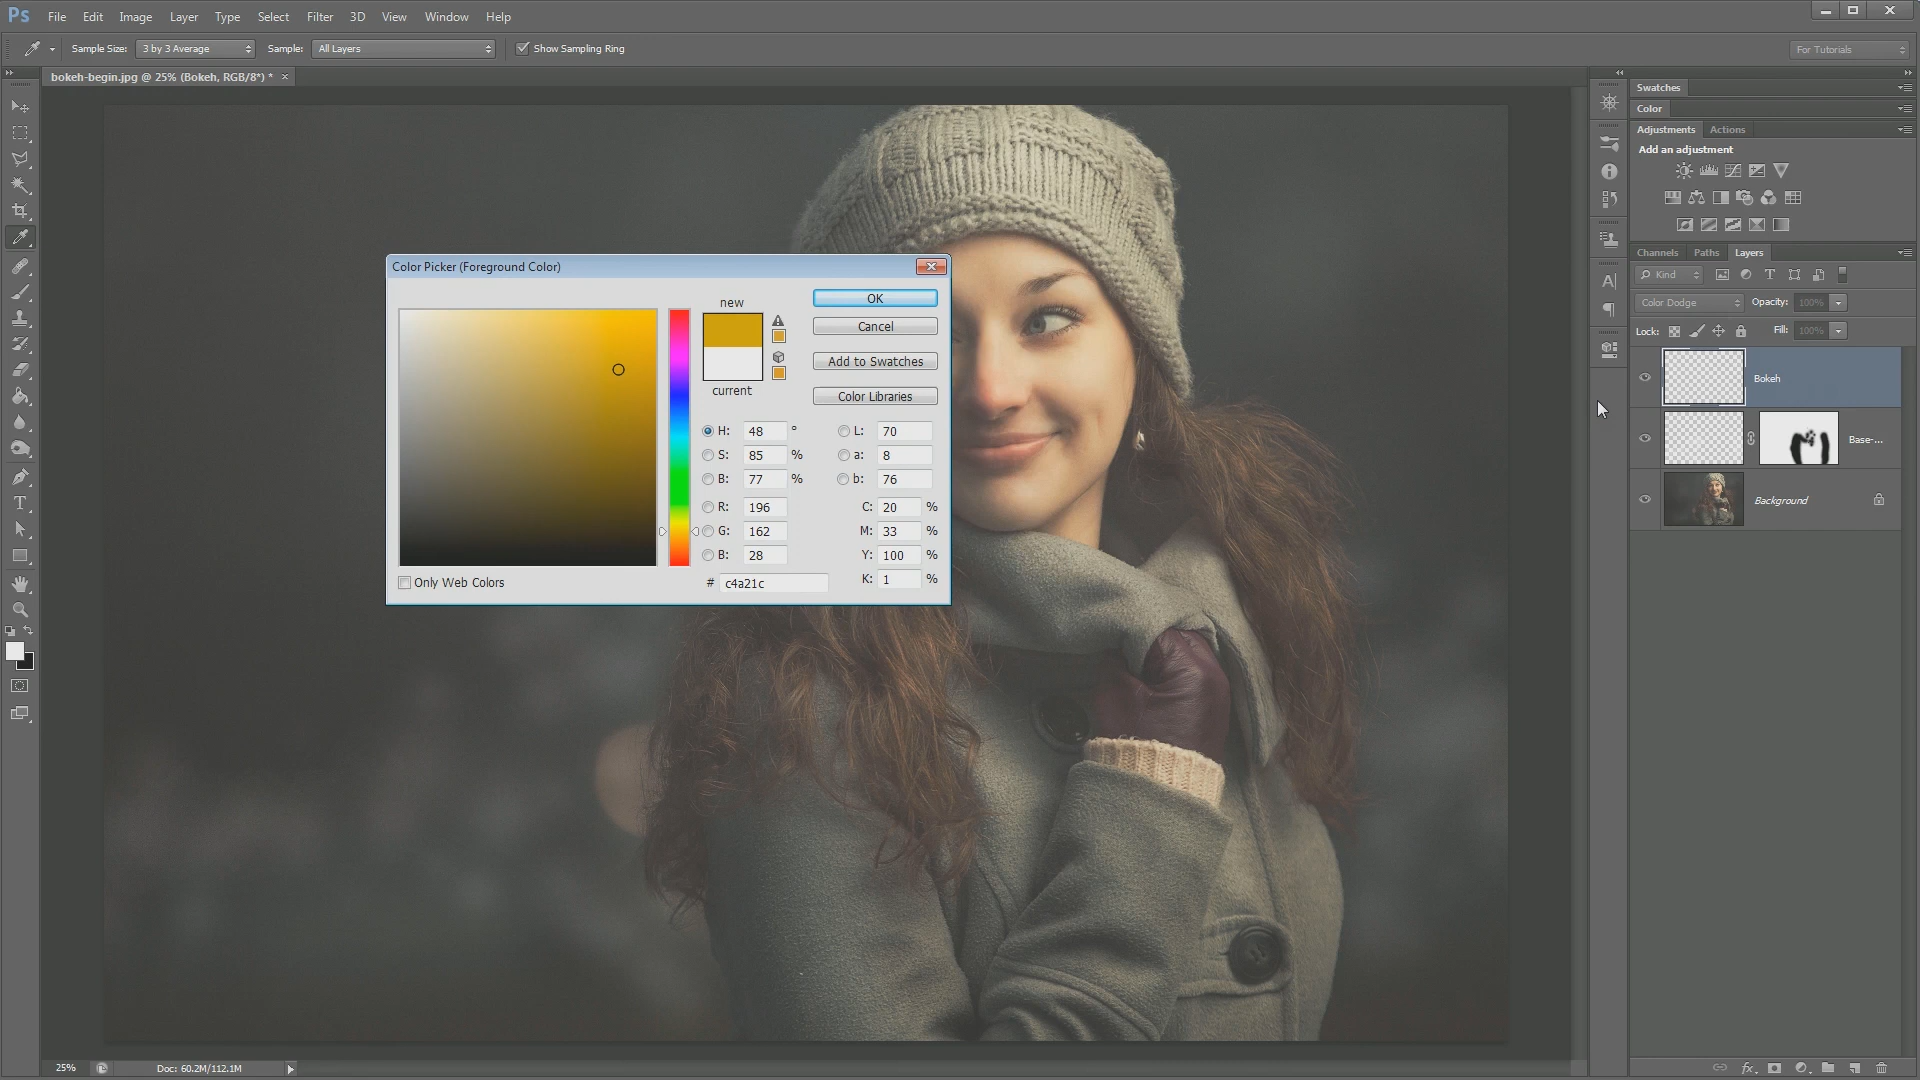 Ps File Edit Image Layer Type Select Filter 3D View Window Help
Sample Size: 3 by 3 Average Sample: All Layers Show Sampling Ring For Tutorials
bokeh-begin.jpg @ 25% (Bokeh, RGB/8*) * ×
Swatches
Color
Adjustments Actions
Add an adjustment
Channels Paths Layers
Kind
Color Dodge Opacity: 100%
Lock: Fill: 100%
Bokeh
Base-...
Background
Color Picker (Foreground Color)
new
current
OK
Cancel
Add to Swatches
Color Libraries
H: 48 ° L: 70
S: 85 % a: 8
B: 77 % b: 76
R: 196 C: 20 %
G: 162 M: 33 %
B: 28 Y: 100 %
# c4a21c K: 1 %
Only Web Colors
25% Doc: 60.2M/112.1M